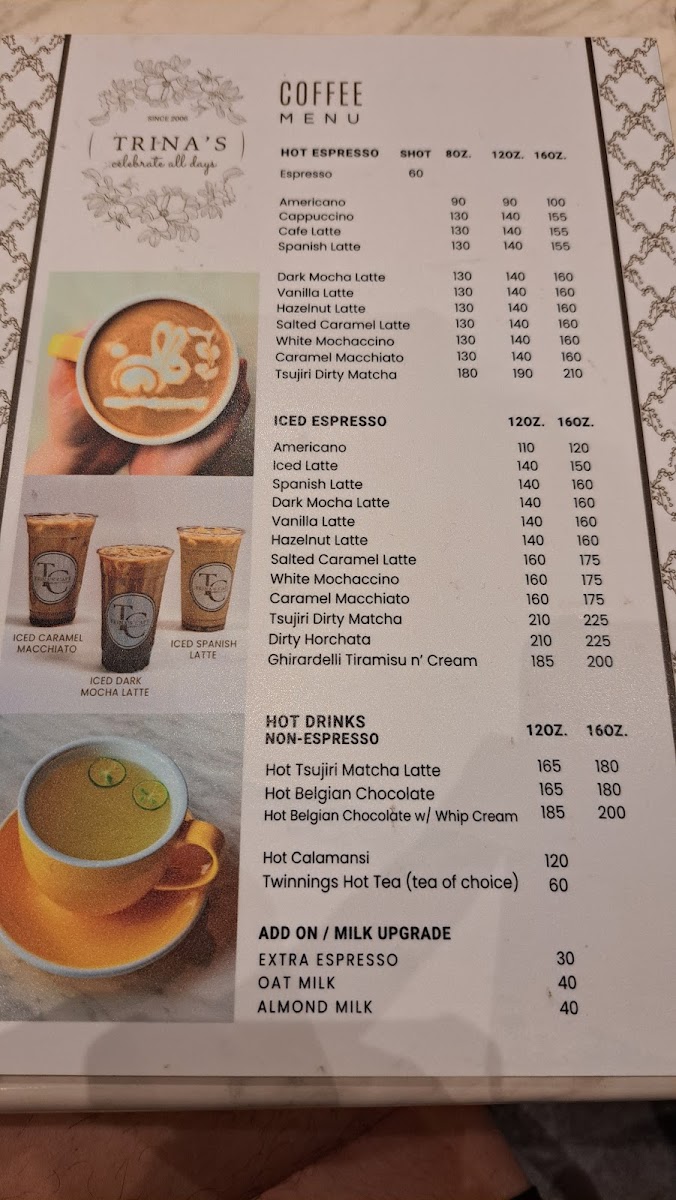 SINCE 2006
TRINA'S
celebrate all days
COFFEE
MENU
HOT ESPRESSO SHOT 8OZ. 12OZ. 16OZ.
Espresso 60
Americano 90 90 100
Cappuccino 130 140 155
Cafe Latte 130 140 155
Spanish Latte 130 140 155
Dark Mocha Latte 130 140 160
Vanilla Latte 130 140 160
Hazelnut Latte 130 140 160
Salted Caramel Latte 130 140 160
White Mochaccino 130 140 160
Caramel Macchiato 130 140 160
Tsujiri Dirty Matcha 180 190 210
ICED ESPRESSO 12OZ. 16OZ.
Americano 110 120
Iced Latte 140 150
Spanish Latte 140 160
Dark Mocha Latte 140 160
Vanilla Latte 140 160
Hazelnut Latte 140 160
Salted Caramel Latte 160 175
White Mochaccino 160 175
Caramel Macchiato 160 175
Tsujiri Dirty Matcha 210 225
Dirty Horchata 210 225
Ghirardelli Tiramisu n' Cream 185 200
TC
TC
TC
ICED CARAMEL
MACCHIATO
ICED DARK
MOCHA LATTE
ICED SPANISH
LATTE
HOT DRINKS
NON-ESPRESSO 12OZ. 16OZ.
Hot Tsujiri Matcha Latte 165 180
Hot Belgian Chocolate 165 180
Hot Belgian Chocolate w/ Whip Cream 185 200
Hot Calamansi 120
Twinnings Hot Tea (tea of choice) 60
ADD ON / MILK UPGRADE
EXTRA ESPRESSO 30
OAT MILK 40
ALMOND MILK 40